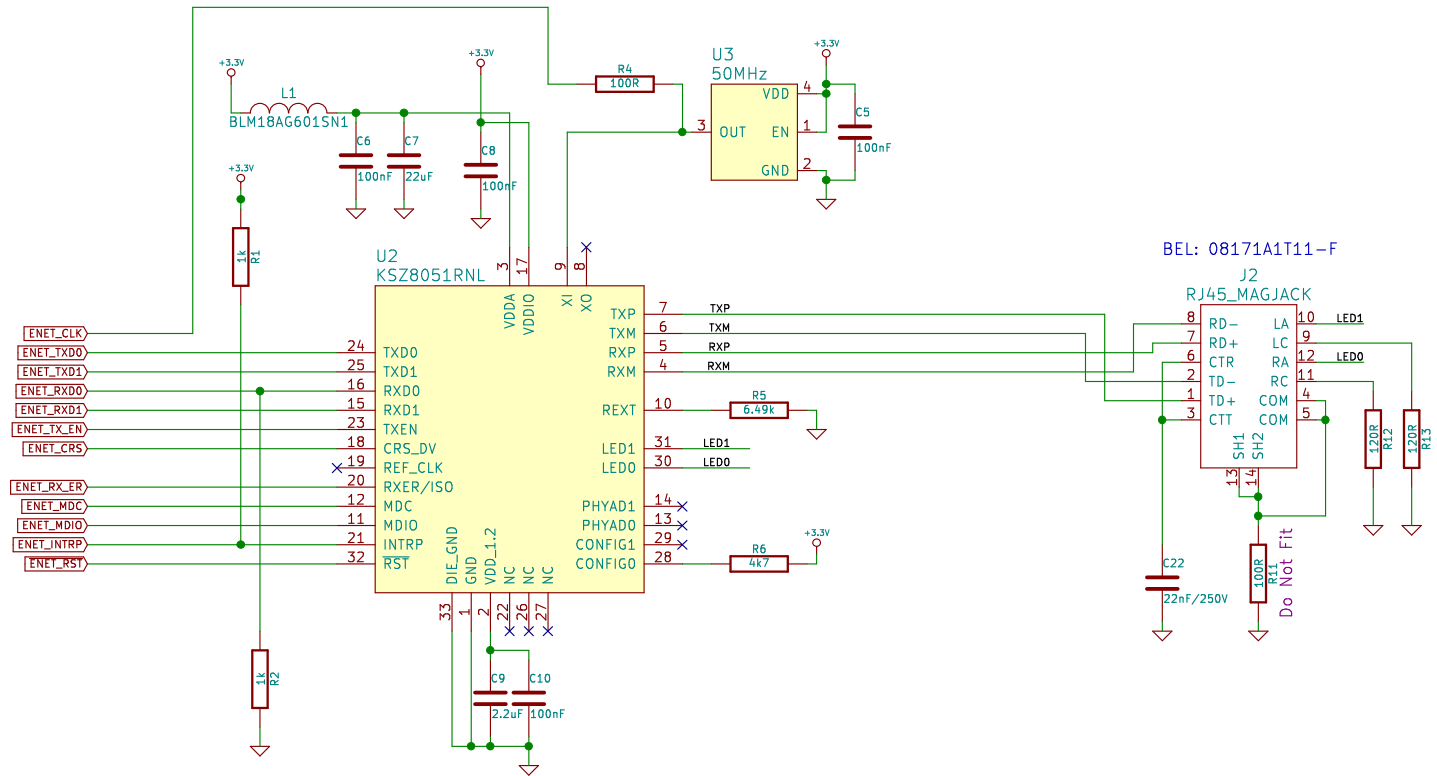 +3.3V
L1
BLM18AG601SN1
C6
100nF
C7
22uF
+3.3V
C8
100nF
R4
100R
U3
50MHz
VDD
4
3
OUT
EN
1
GND
2
+3.3V
C5
100nF
+3.3V
1k
R1
U2
KSZ8051RNL
3
17
9
8
VDDA
VDDIO
XI
XO
ENET_CLK
ENET_TXD0
24
TXD0
ENET_TXD1
25
TXD1
ENET_RXD0
16
RXD0
ENET_RXD1
15
RXD1
ENET_TX_EN
23
TXEN
ENET_CRS
18
CRS_DV
19
REF_CLK
ENET_RX_ER
20
RXER/ISO
ENET_MDC
12
MDC
ENET_MDIO
11
MDIO
ENET_INTRP
21
INTRP
ENET_RST
32
RST
TXP
7
TXP
TXM
6
TXM
RXP
5
RXP
RXM
4
RXM
REXT
10
R5
6.49k
LED1
31
LED1
LED0
30
LED0
PHYAD1
14
PHYAD0
13
CONFIG1
29
CONFIG0
28
R6
4k7
+3.3V
DIE_GND
GND
VDD_1.2
NC
NC
NC
33
1
2
22
26
27
1k
R2
C9
2.2uF
C10
100nF
BEL: 08171A1T11-F
J2
RJ45_MAGJACK
8
RD-
LA
10
LED1
7
RD+
LC
9
6
CTR
RA
12
LED0
2
TD-
RC
11
1
TD+
COM
4
3
CTT
COM
5
SH1
SH2
13
14
120R
R12
120R
R13
C22
22nF/250V
100R
R11
Do Not Fit